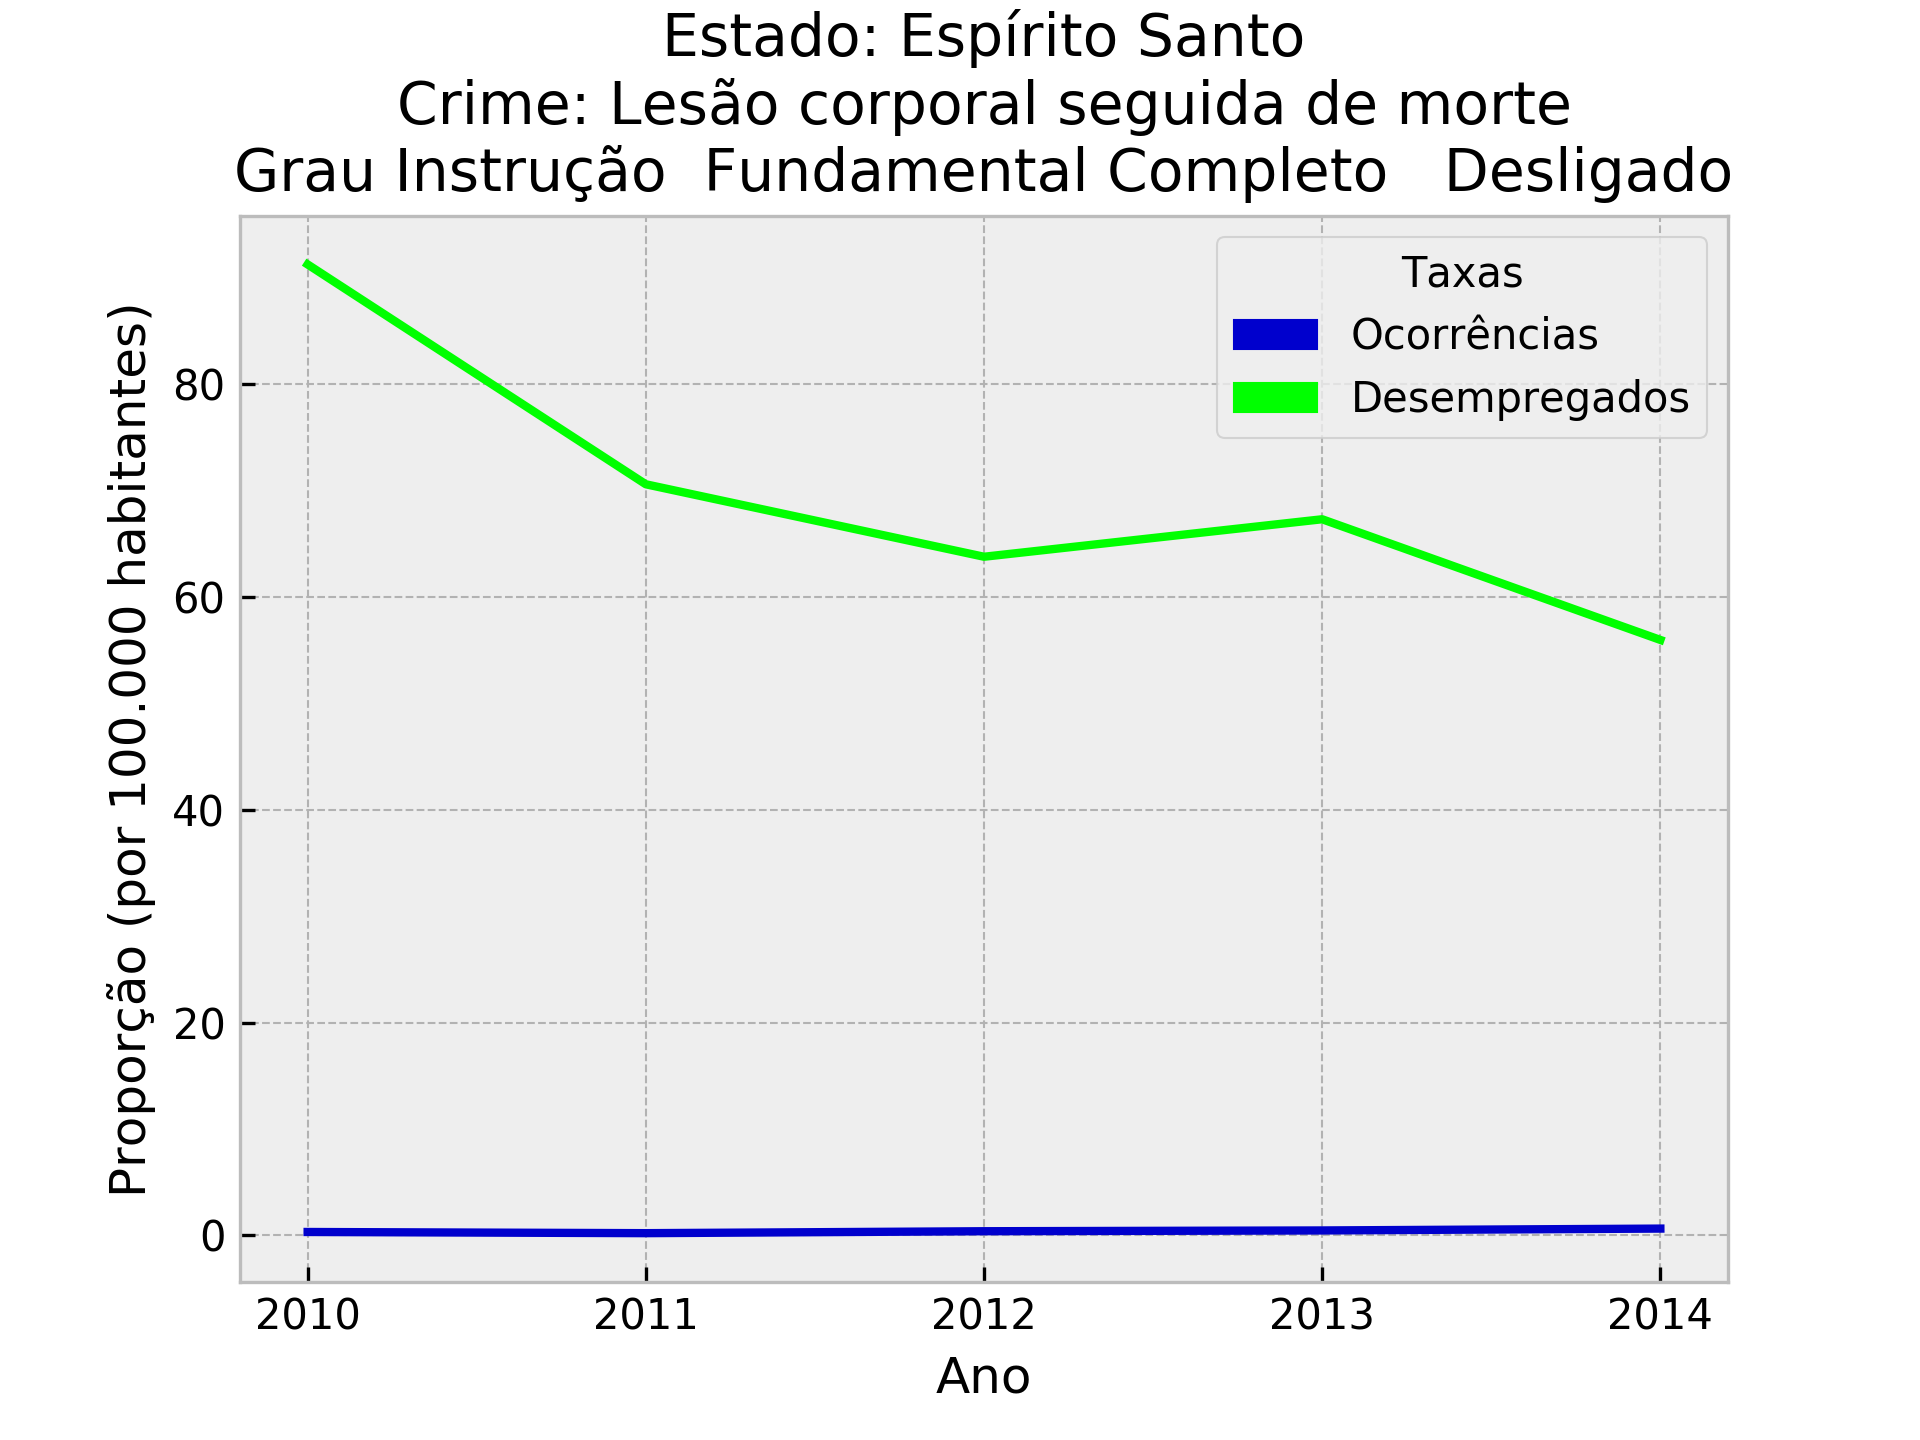 Estado: Espírito Santo
Crime: Lesão corporal seguida de morte
Grau Instrução  Fundamental Completo   Desligado
Taxas
Ocorrências
Desempregados
Proporção (por 100.000 habitantes)
80
60
40
20
0
2010 2011 2012 2013 2014
Ano